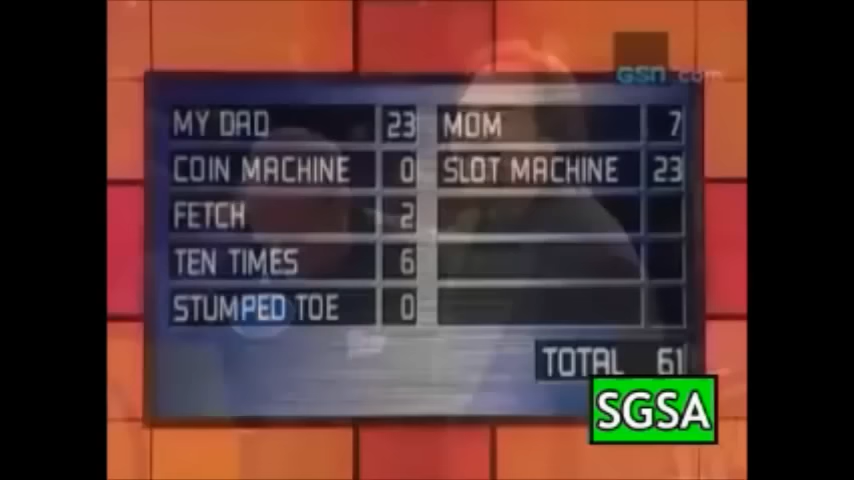 GSN.com
MY DAD 23 MOM 7
COIN MACHINE 0 SLOT MACHINE 23
FETCH 2
TEN TIMES 6
STUMPED TOE 0
TOTAL 61
SGSA